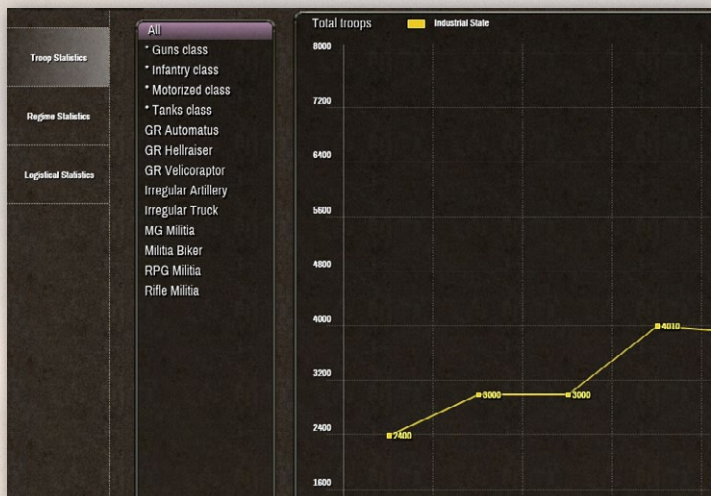 Troop Statistics
Regime Statistics
Logistical Statistics
All
* Guns class
* Infantry class
* Motorized class
* Tanks class
GR Automatus
GR Hellraiser
GR Velicoraptor
Irregular Artillery
Irregular Truck
MG Militia
Militia Biker
RPG Militia
Rifle Militia
Total troops
Industrial State
8000
7200
6400
5600
4800
4000
3200
2400
1600
2400
3000
3000
4010